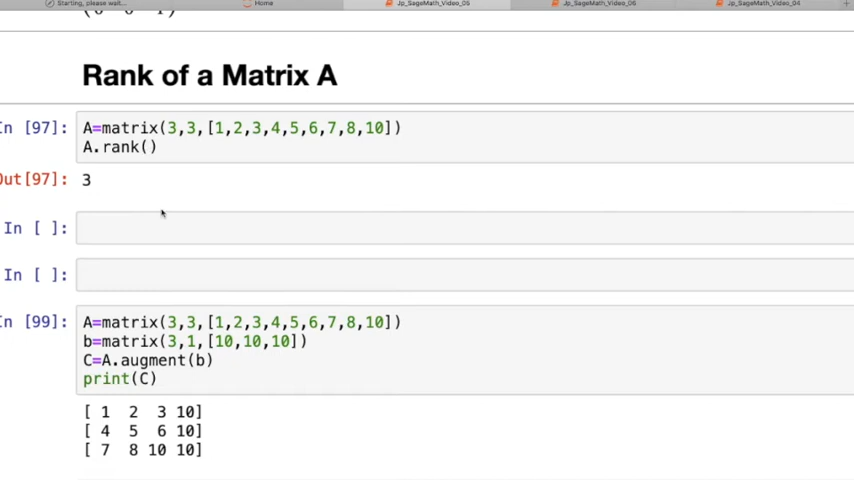 Starting, please wait...
Home
Jp_SageMath_Video_05
Jp_SageMath_Video_06
Jp_SageMath_Video_04
Rank of a Matrix A
In [97]:
A=matrix(3,3,[1,2,3,4,5,6,7,8,10])
A.rank()
Out[97]: 3
In [ ]:
In [ ]:
In [99]:
A=matrix(3,3,[1,2,3,4,5,6,7,8,10])
b=matrix(3,1,[10,10,10])
C=A.augment(b)
print(C)
[ 1 2 3 10]
[ 4 5 6 10]
[ 7 8 10 10]